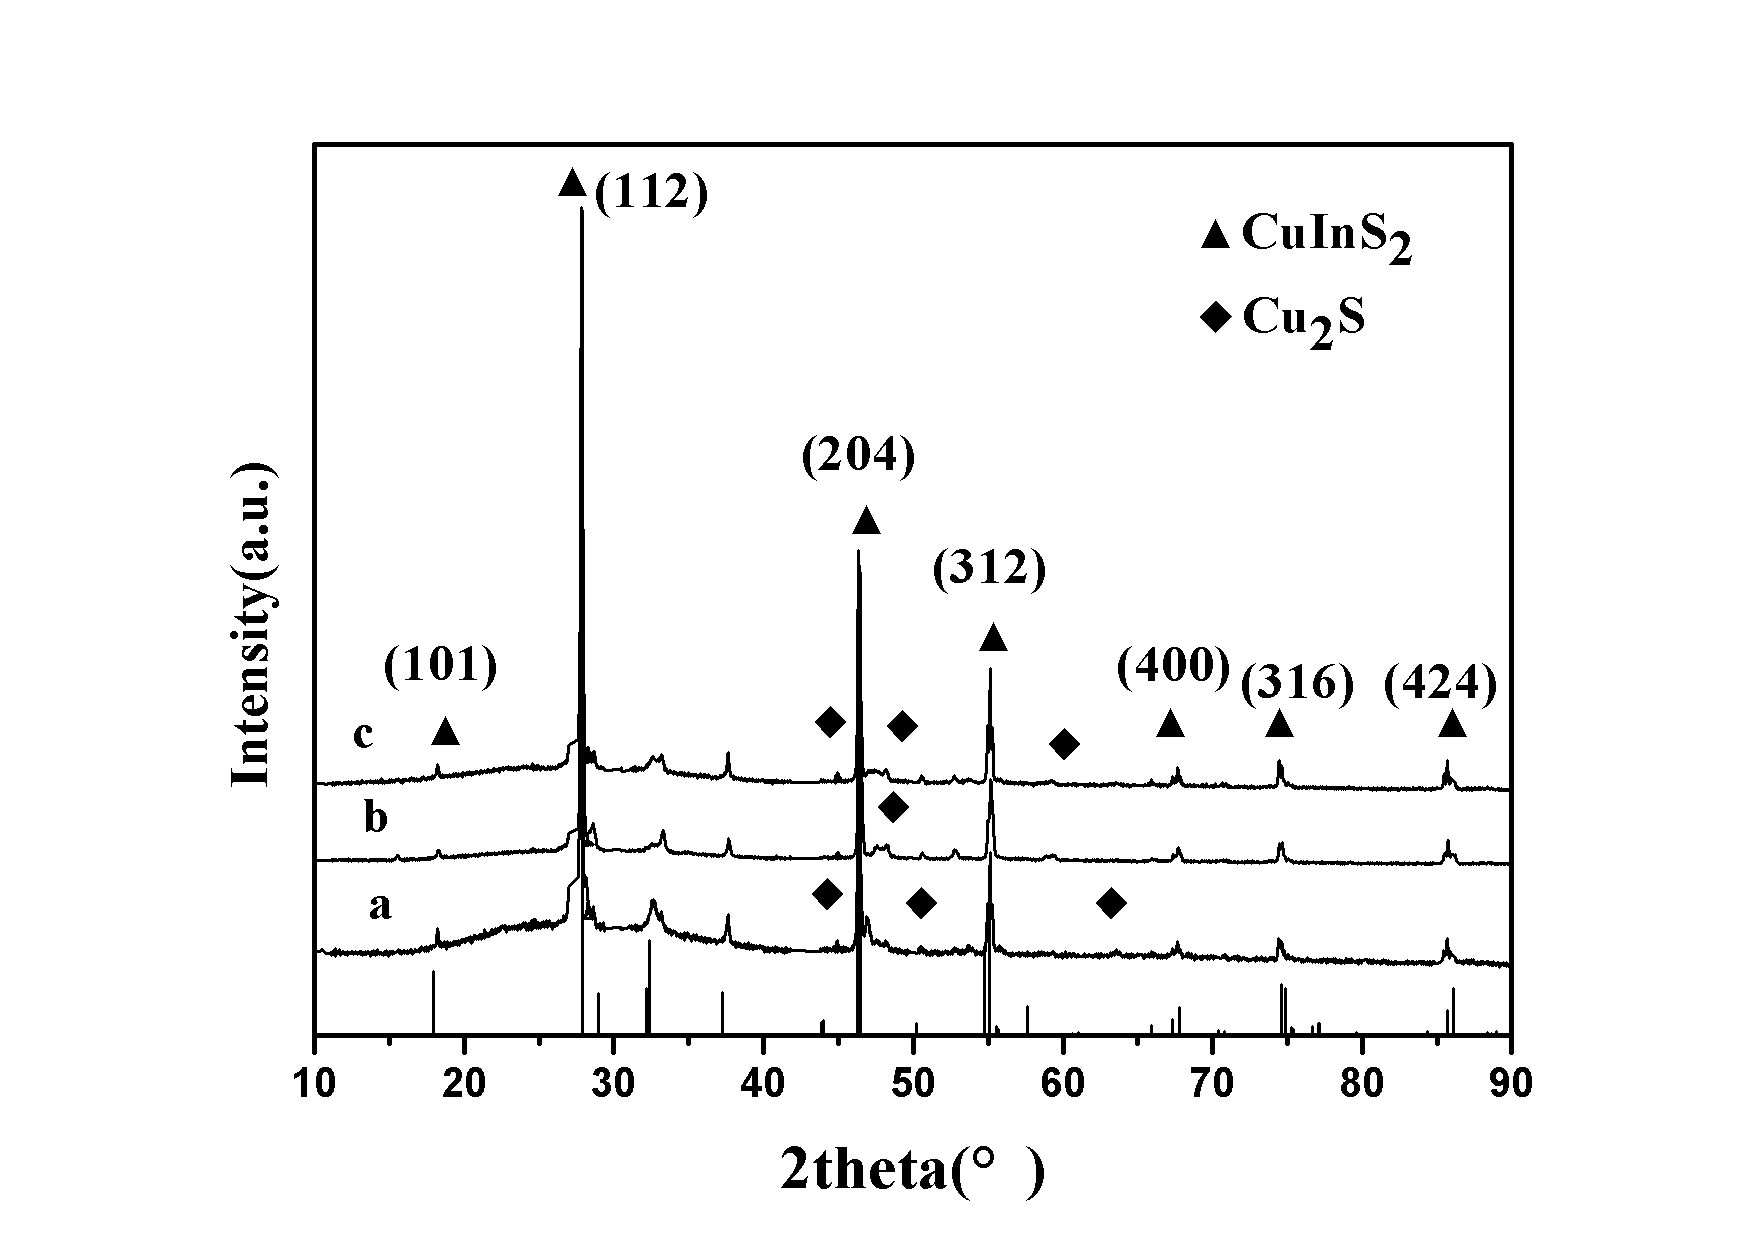 (112)
▲ CuInS2
◆ Cu2S
(204)
(312)
(101)
(400)
(316)
(424)
c
b
a
Intensity(a.u.)
10 20 30 40 50 60 70 80 90
2theta(° )